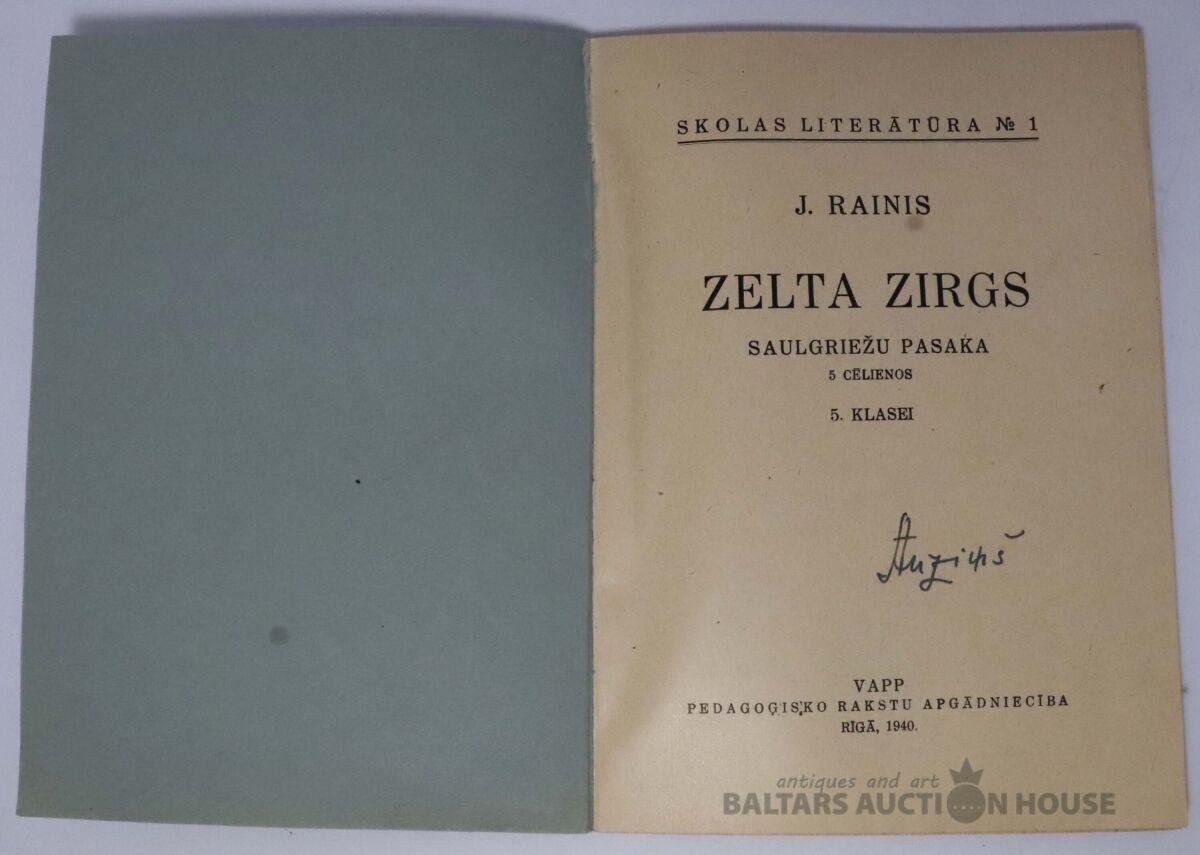 SKOLAS LITERĀTŪRA № 1
J. RAINIS
ZELTA ZIRGS
SAULGRIEŽU PASAKA
5 CĒLIENOS
5. KLASEI
VAPP
PEDAGOĢISKO RAKSTU APGĀDNIECĪBA
RĪGĀ, 1940.
antiques and art
BALTARS AUCTION HOUSE